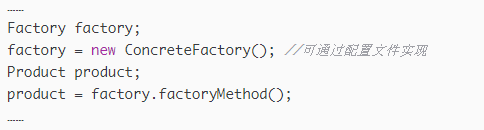 ……
Factory factory;
factory = new ConcreteFactory(); //可通过配置文件实现
Product product;
product = factory.factoryMethod();
……